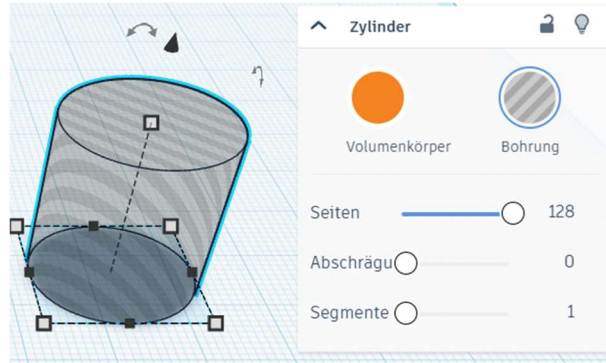 Zylinder
Volumenkörper Bohrung
Seiten 128
Abschrägu 0
Segmente 1